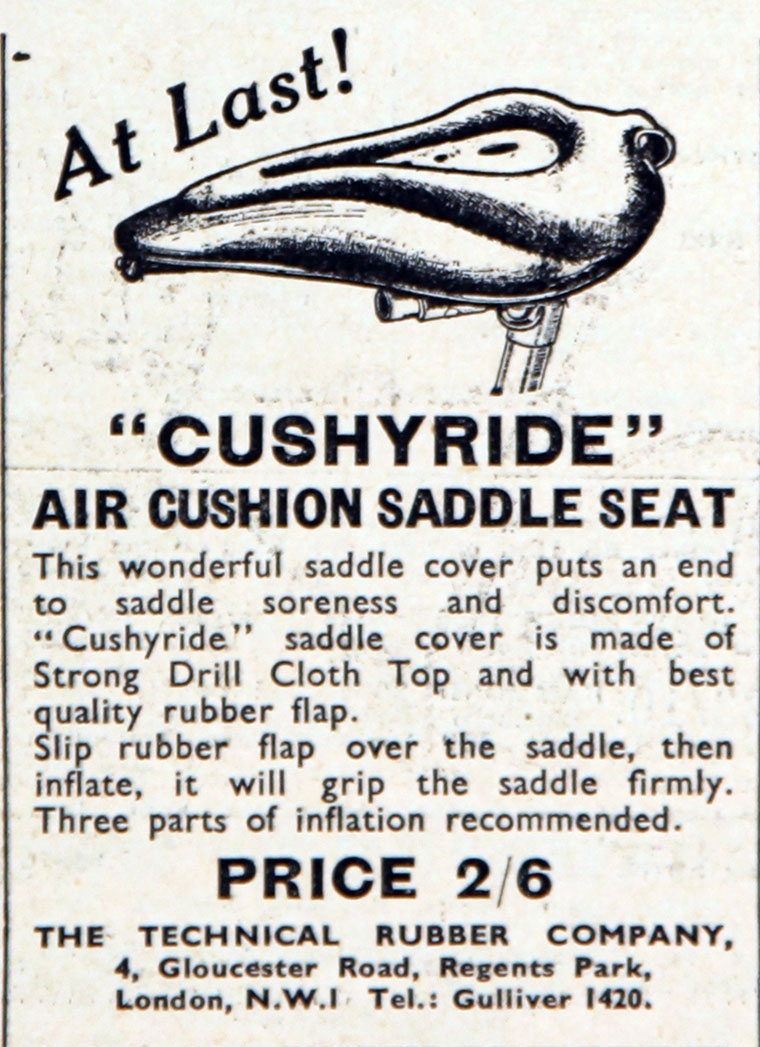 At Last!
"CUSHYRIDE"
AIR CUSHION SADDLE SEAT
This wonderful saddle cover puts an end
to saddle soreness and discomfort.
"Cushyride" saddle cover is made of
Strong Drill Cloth Top and with best
quality rubber flap.
Slip rubber flap over the saddle, then
inflate, it will grip the saddle firmly.
Three parts of inflation recommended.
PRICE 2/6
THE TECHNICAL RUBBER COMPANY,
4, Gloucester Road, Regents Park,
London, N.W.1 Tel.: Gulliver 1420.